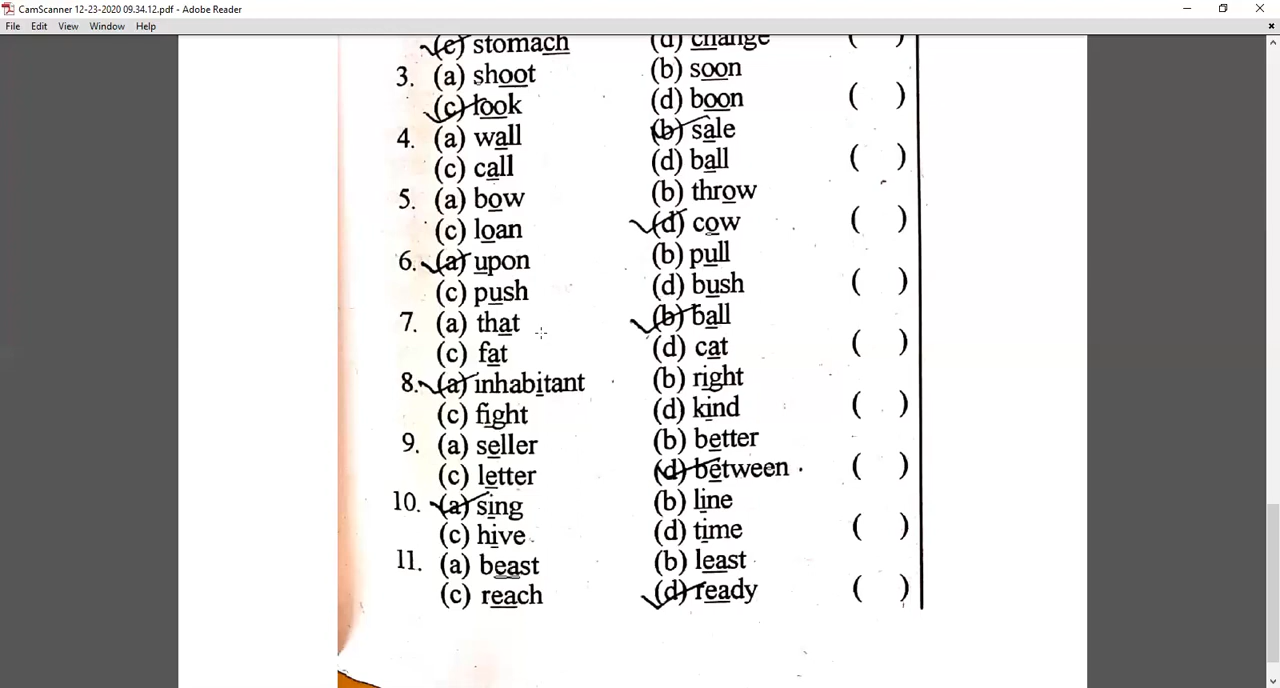 CamScanner 12-23-2020 09.34.12.pdf - Adobe Reader
File Edit View Window Help
(c) stomach (d) change ( )
3. (a) shoot (b) soon
(c) took (d) boon ( )
4. (a) wall (b) sale
(c) call (d) ball ( )
5. (a) bow (b) throw
(c) loan (d) cow ( )
6. (a) upon (b) pull
(c) push (d) bush ( )
7. (a) that (b) ball
(c) fat (d) cat ( )
8. (a) inhabitant (b) right
(c) fight (d) kind ( )
9. (a) seller (b) better
(c) letter (d) between ( )
10. (a) sing (b) line
(c) hive (d) time ( )
11. (a) beast (b) least
(c) reach (d) ready ( )